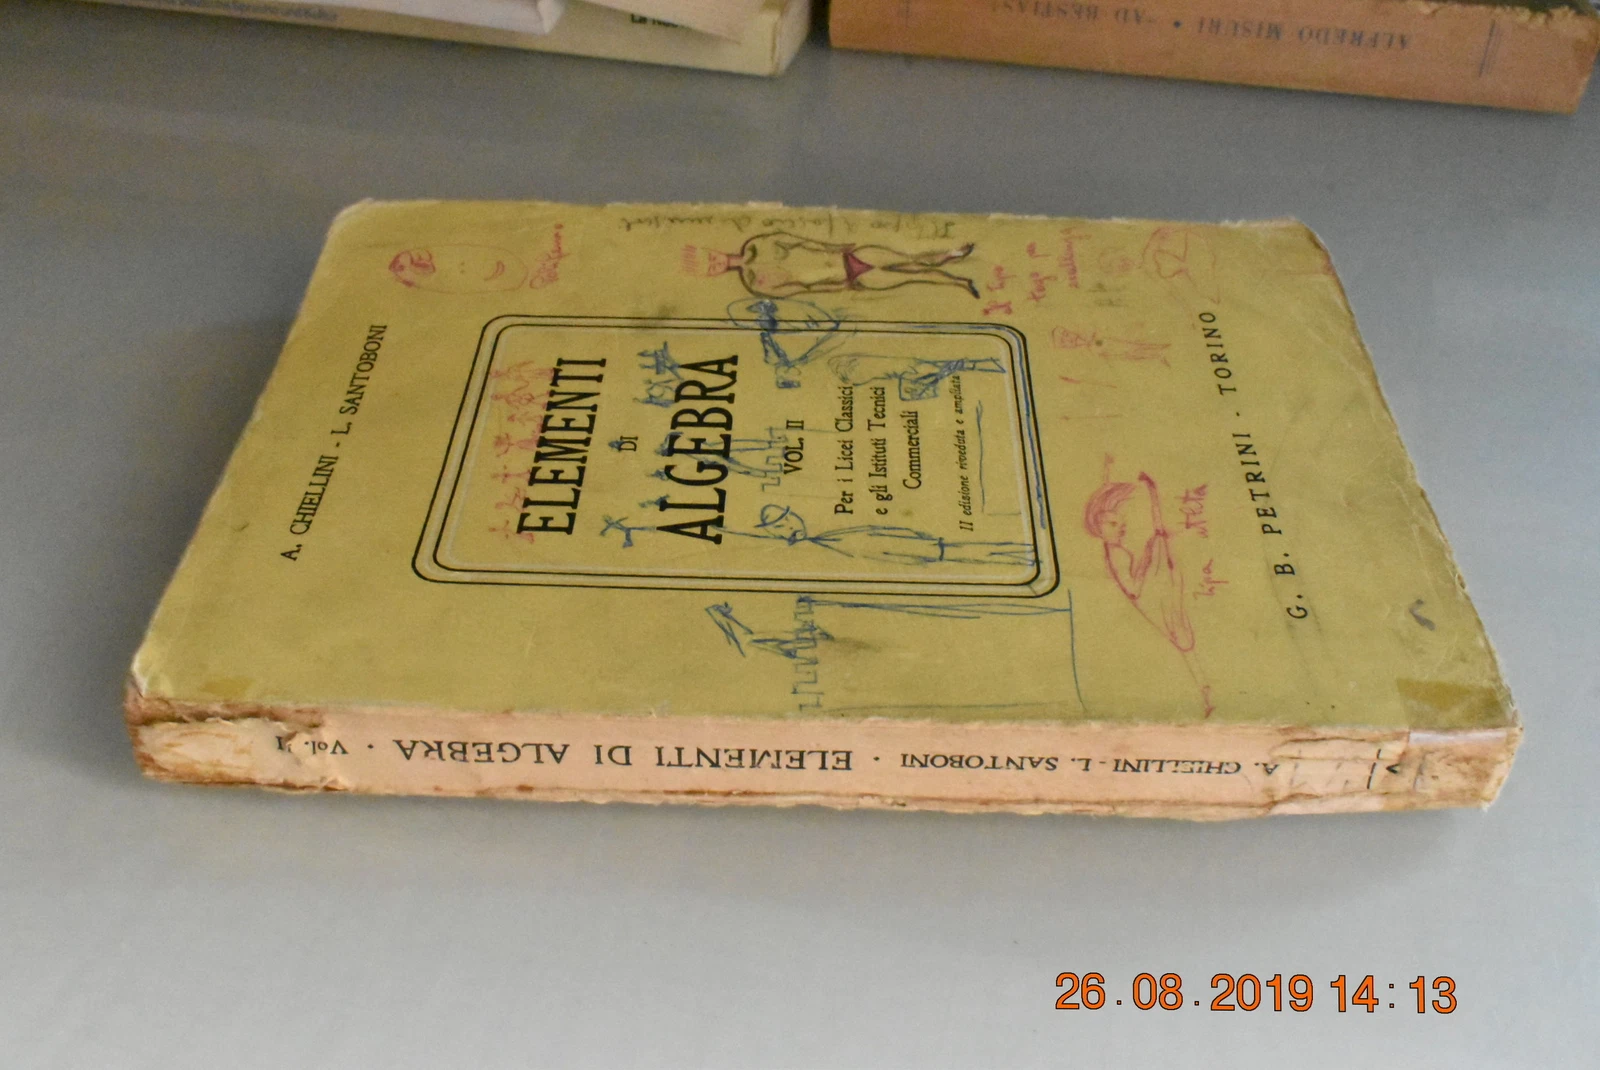 ALFREDO MISURI • "AD BESTIAS!"
A. CHIELLINI - L. SANTOBONI
ELEMENTI
DI
ALGEBRA
VOL. II
Per i Licei Classici
e gli Istituti Tecnici
Commerciali
II edizione riveduta e ampliata
G. B. PETRINI - TORINO
A. CHIELLINI - L. SANTOBONI • ELEMENTI DI ALGEBRA • Vol. II
26.08.2019 14:13